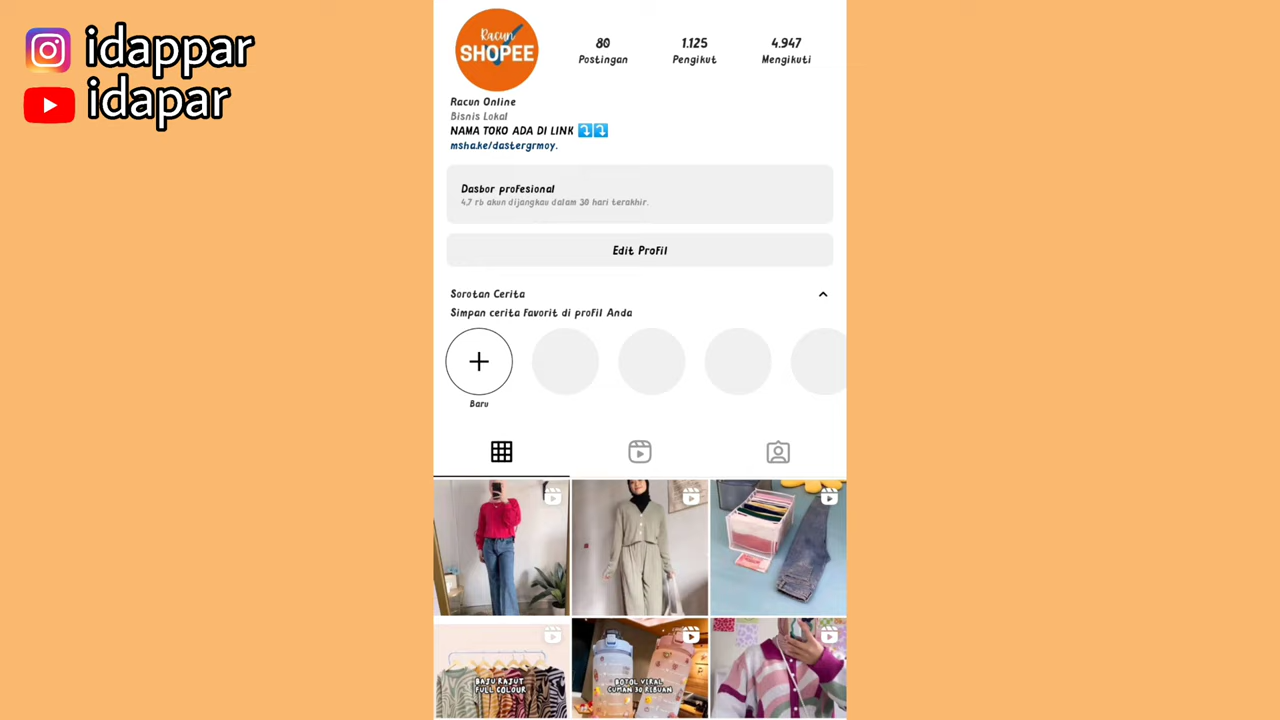 idappar
idapar
Racun
SHOPEE
80
Postingan
1.125
Pengikut
4.947
Mengikuti
Racun Online
Bisnis Lokal
NAMA TOKO ADA DI LINK ⤵️⤵️
msha.ke/dastergrmoy.
Dasbor profesional
4,7 rb akun dijangkau dalam 30 hari terakhir.
Edit Profil
Sorotan Cerita
Simpan cerita favorit di profil Anda
Baru
BAJU RAJUT
FULL COLOUR
BOTOL VIRAL
CUMAN 30 RIBUAN